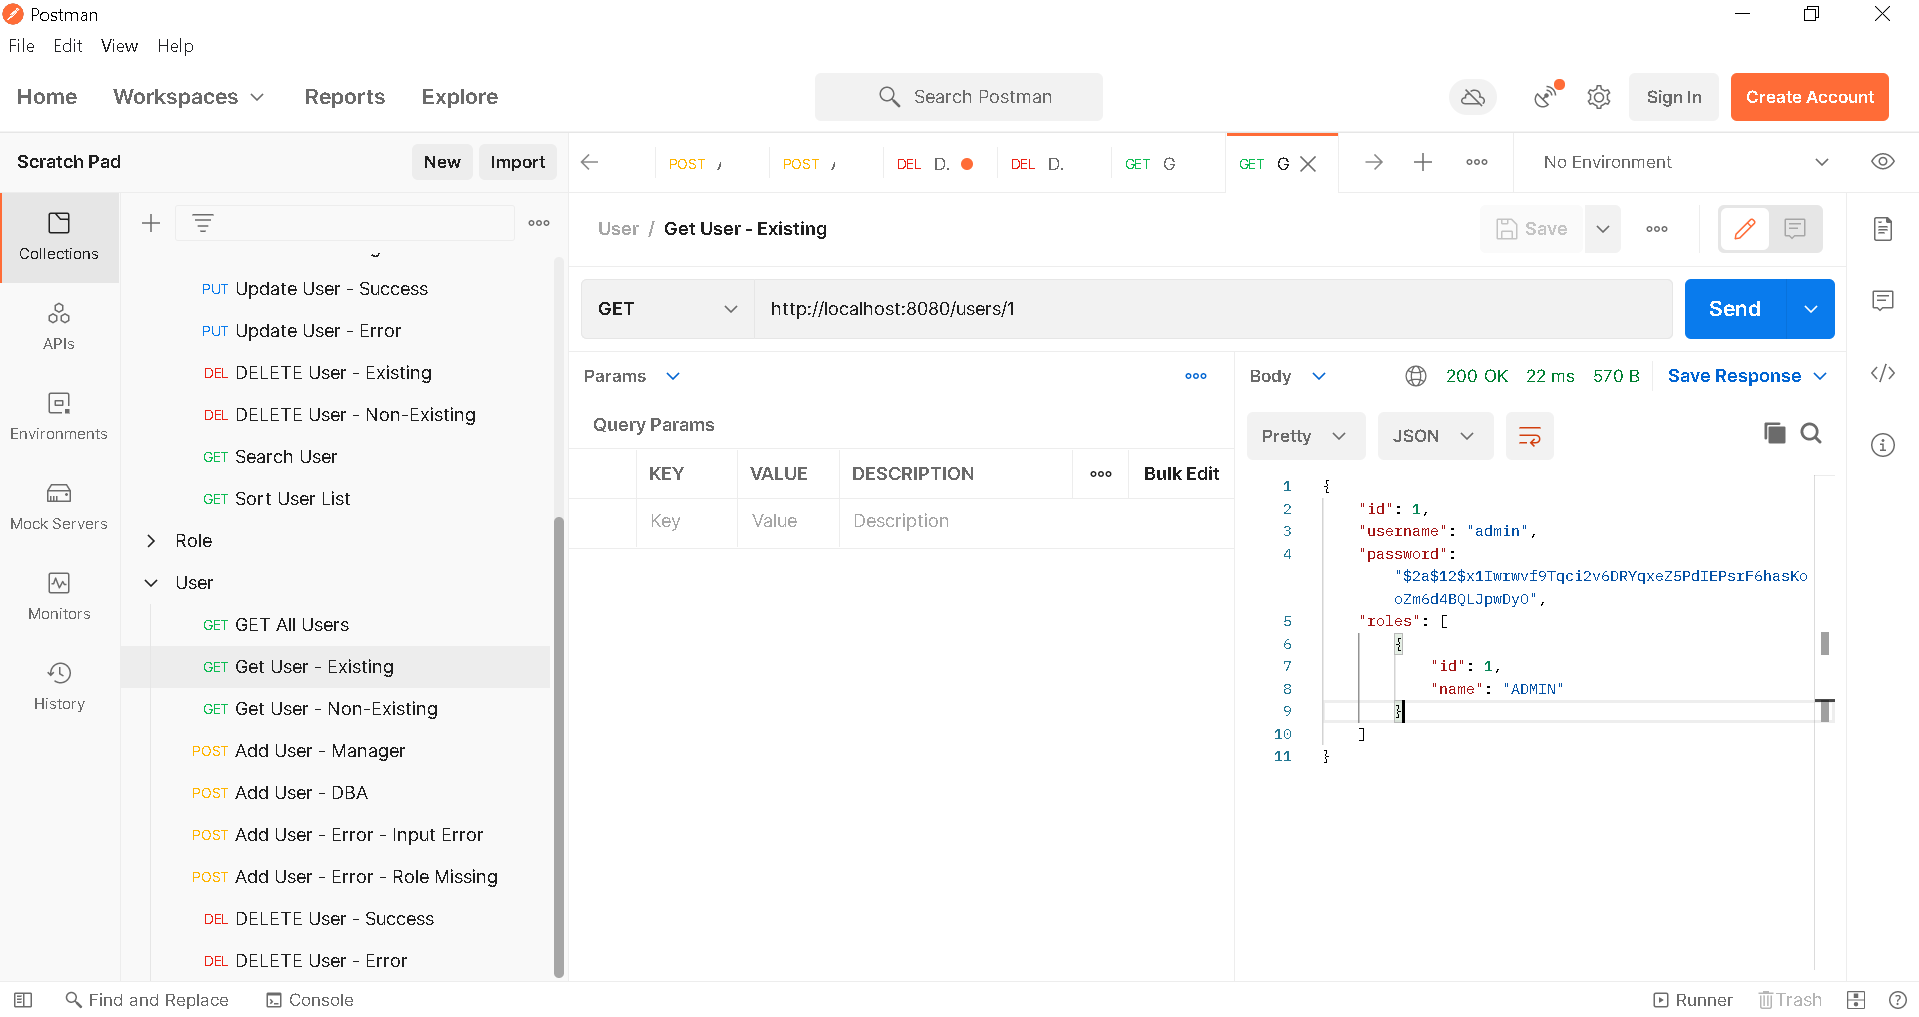 Postman
File Edit View Help
Home Workspaces Reports Explore Search Postman Sign In Create Account
Scratch Pad New Import
POST POST DEL D. DEL D. GET G GET G No Environment
Collections
APIs
Environments
Mock Servers
Monitors
History
PUT Update User - Success
PUT Update User - Error
DEL DELETE User - Existing
DEL DELETE User - Non-Existing
GET Search User
GET Sort User List
Role
User
GET GET All Users
GET Get User - Existing
GET Get User - Non-Existing
POST Add User - Manager
POST Add User - DBA
POST Add User - Error - Input Error
POST Add User - Error - Role Missing
DEL DELETE User - Success
DEL DELETE User - Error
User / Get User - Existing Save
GET http://localhost:8080/users/1 Send
Params
Query Params
KEY VALUE DESCRIPTION Bulk Edit
Key Value Description
Body 200 OK 22 ms 570 B Save Response
Pretty JSON
1 {
2 "id": 1,
3 "username": "admin",
4 "password":
"$2a$12$x1Iwrwvf9Tqci2v6DRYqxeZ5PdIEPsrF6hasKo
oZm6d4BQLJpwDyO",
5 "roles": [
6 {
7 "id": 1,
8 "name": "ADMIN"
9 }
10 ]
11 }
Find and Replace Console Runner Trash